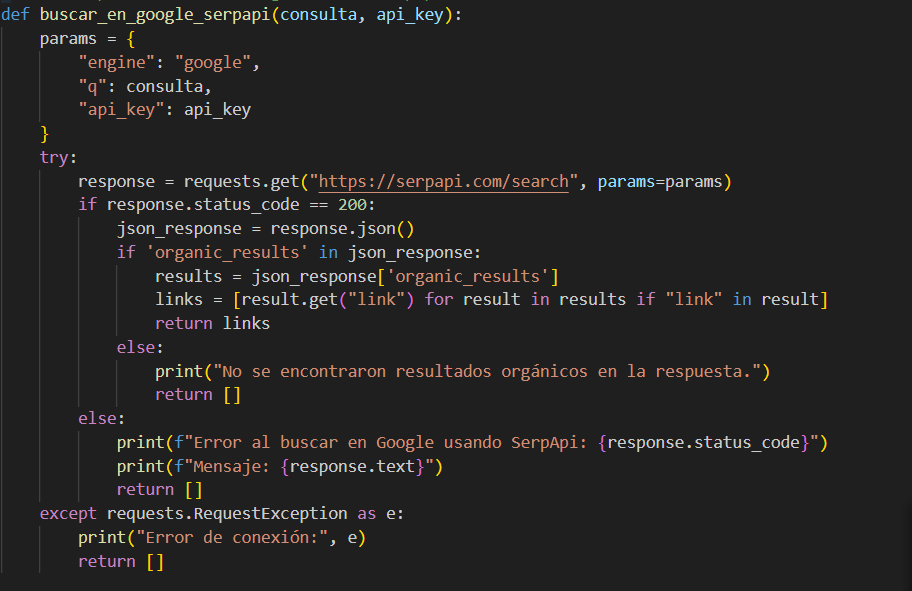 def buscar_en_google_serpapi(consulta, api_key):
    params = {
        "engine": "google",
        "q": consulta,
        "api_key": api_key
    }
    try:
        response = requests.get("https://serpapi.com/search", params=params)
        if response.status_code == 200:
            json_response = response.json()
            if 'organic_results' in json_response:
                results = json_response['organic_results']
                links = [result.get("link") for result in results if "link" in result]
                return links
            else:
                print("No se encontraron resultados orgánicos en la respuesta.")
                return []
        else:
            print(f"Error al buscar en Google usando SerpApi: {response.status_code}")
            print(f"Mensaje: {response.text}")
            return []
    except requests.RequestException as e:
        print("Error de conexión:", e)
        return []